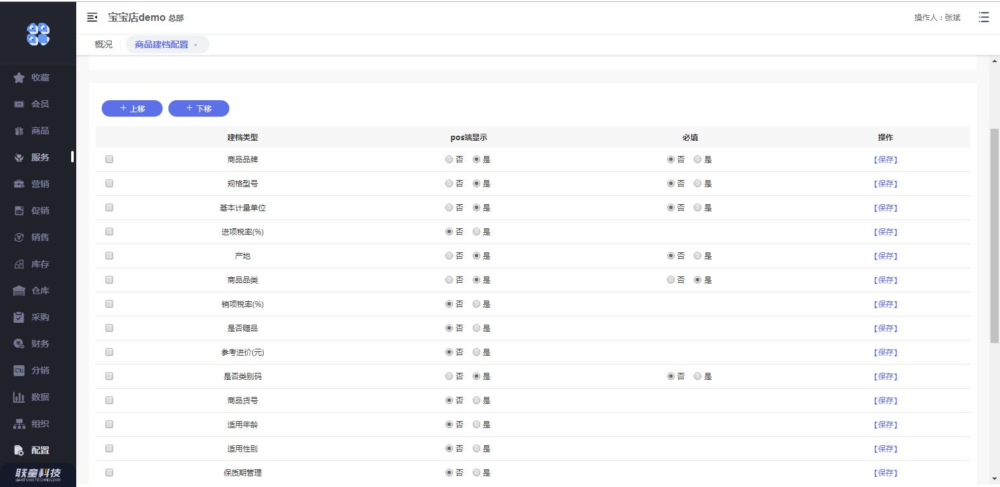 宝宝店demo 总部
操作人：张斌
概况
商品建档配置 ×
收藏
会员
商品
服务
营销
促销
销售
库存
仓库
采购
财务
分销
数据
组织
配置
联童科技
LIANTONGTECHNOLOGY
+ 上移 + 下移
建档类型 pos端显示 必填 操作
商品品牌 否 是 否 是 【保存】
规格型号 否 是 否 是 【保存】
基本计量单位 否 是 否 是 【保存】
进项税率(%) 否 是 【保存】
产地 否 是 否 是 【保存】
商品品类 否 是 否 是 【保存】
销项税率(%) 否 是 【保存】
是否赠品 否 是 【保存】
参考进价(元) 否 是 【保存】
是否类别码 否 是 否 是 【保存】
商品货号 否 是 【保存】
适用年龄 否 是 【保存】
适用性别 否 是 【保存】
保质期管理 否 是 【保存】